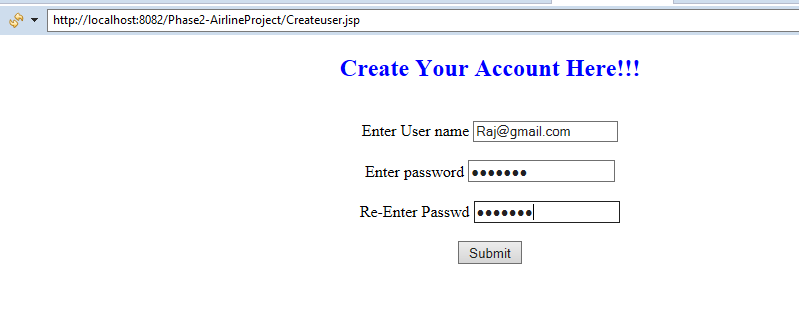 http://localhost:8082/Phase2-AirlineProject/Createuser.jsp
Create Your Account Here!!!
Enter User name Raj@gmail.com
Enter password •••••••
Re-Enter Passwd •••••••
Submit